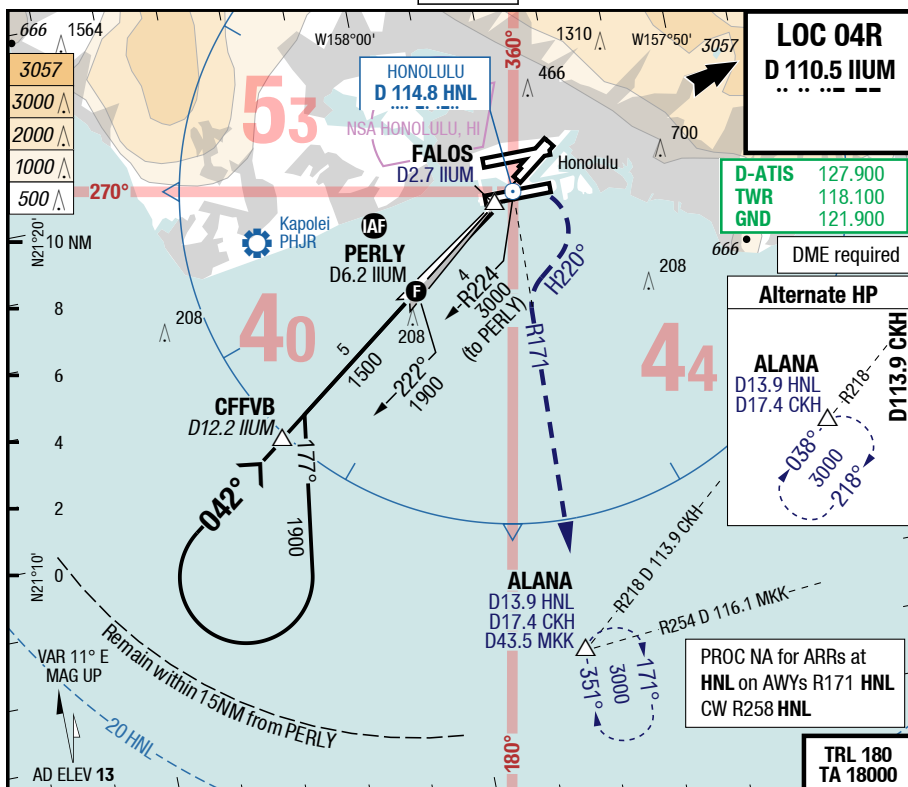 666
1564
W158°00'
360°
1310
W157°50'
3057
LOC 04R
D 110.5 IIUM
3057
3000
2000
1000
500
53
HONOLULU
D 114.8 HNL
NSA HONOLULU, HI
466
700
FALOS
D2.7 IIUM
Honolulu
D-ATIS 127.900
TWR 118.100
GND 121.900
270°
N21°20'
10 NM
Kapolei
PHJR
IAF
PERLY
D6.2 IIUM
F
H220°
666
DME required
208
8
208
40
208
4
R224
3000
(to PERLY)
R171
44
Alternate HP
ALANA
D13.9 HNL
D17.4 CKH
R218
D113.9 CKH
038°
3000
218°
5
1500
222°
1900
6
CFFVB
D12.2 IIUM
4
177°
042°
1900
2
N21°10'
0
ALANA
D13.9 HNL
D17.4 CKH
D43.5 MKK
R218 D 113.9 CKH
R254 D 116.1 MKK
351°
3000
171°
Remain within 15NM from PERLY
VAR 11° E
MAG UP
20 HNL
PROC NA for ARRs at
HNL on AWYs R171 HNL
CW R258 HNL
180°
AD ELEV 13
TRL 180
TA 18000